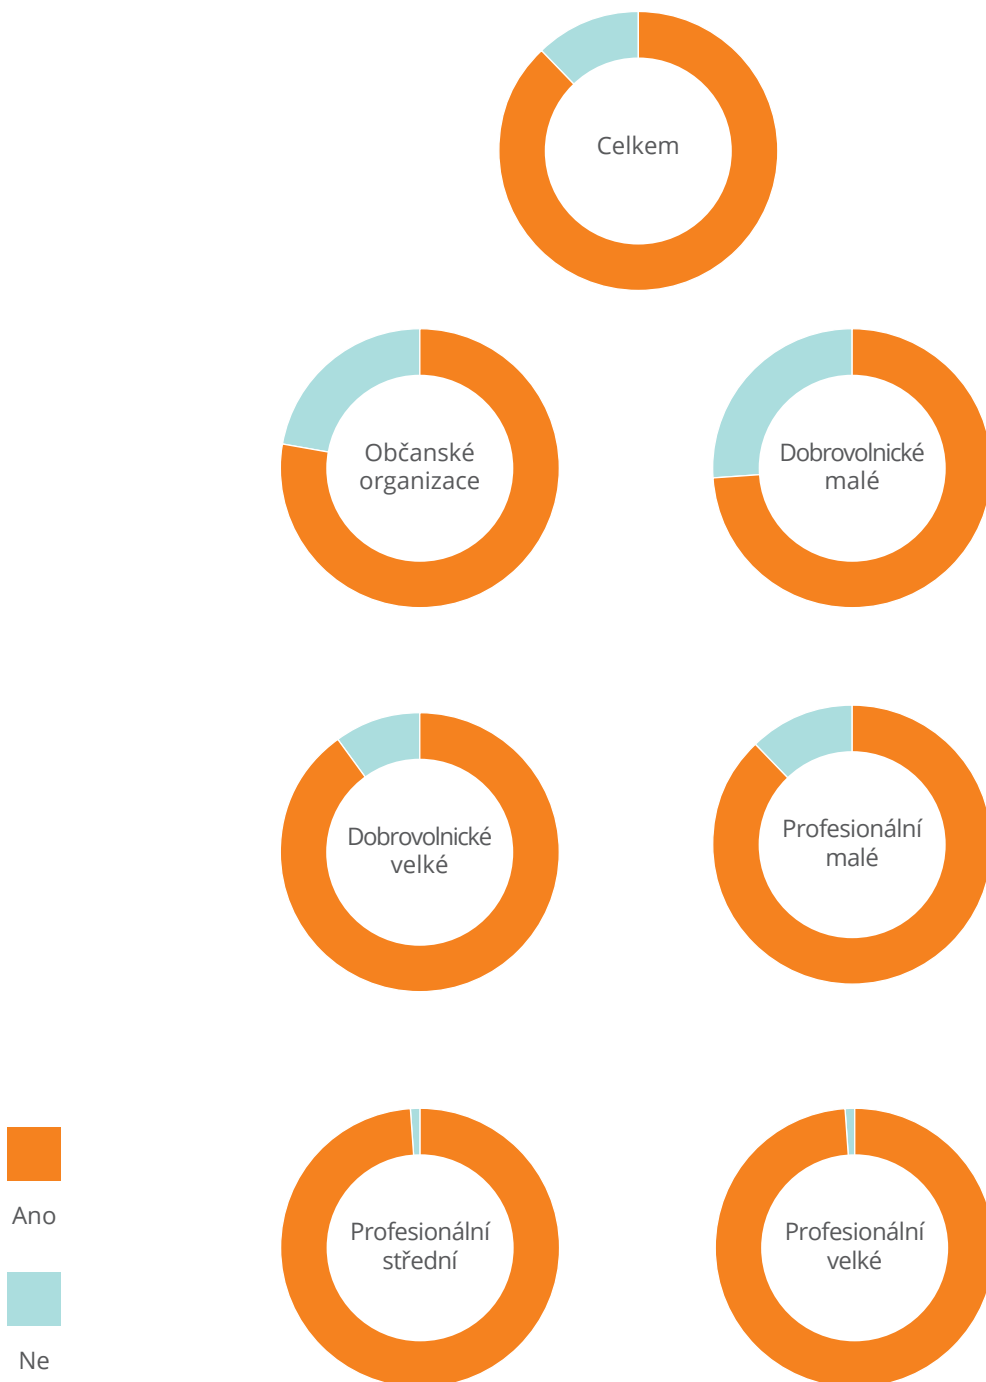 Celkem
Občanské
organizace
Dobrovolnické
malé
Dobrovolnické
velké
Profesionální
malé
Profesionální
střední
Profesionální
velké
Ano
Ne